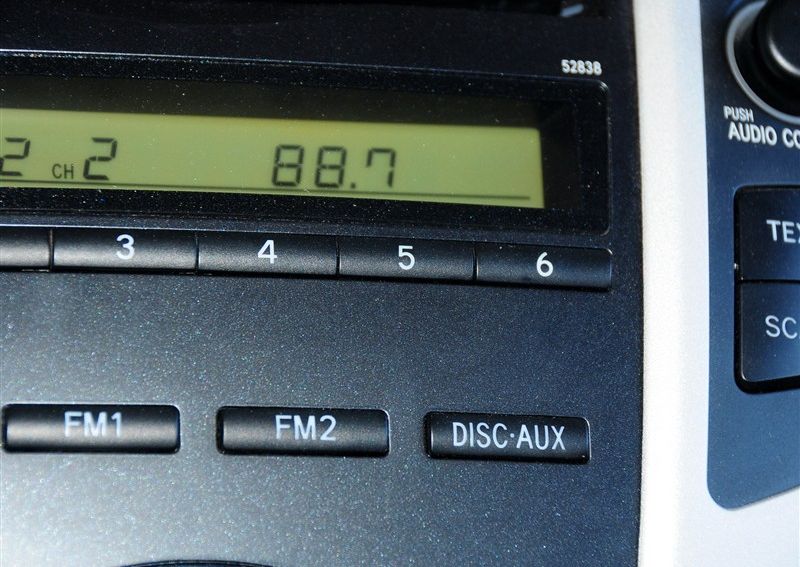 52838
2 CH 2 88.7
3 4 5 6
PUSH
AUDIO CO
TEX
SC
FM1 FM2 DISC·AUX